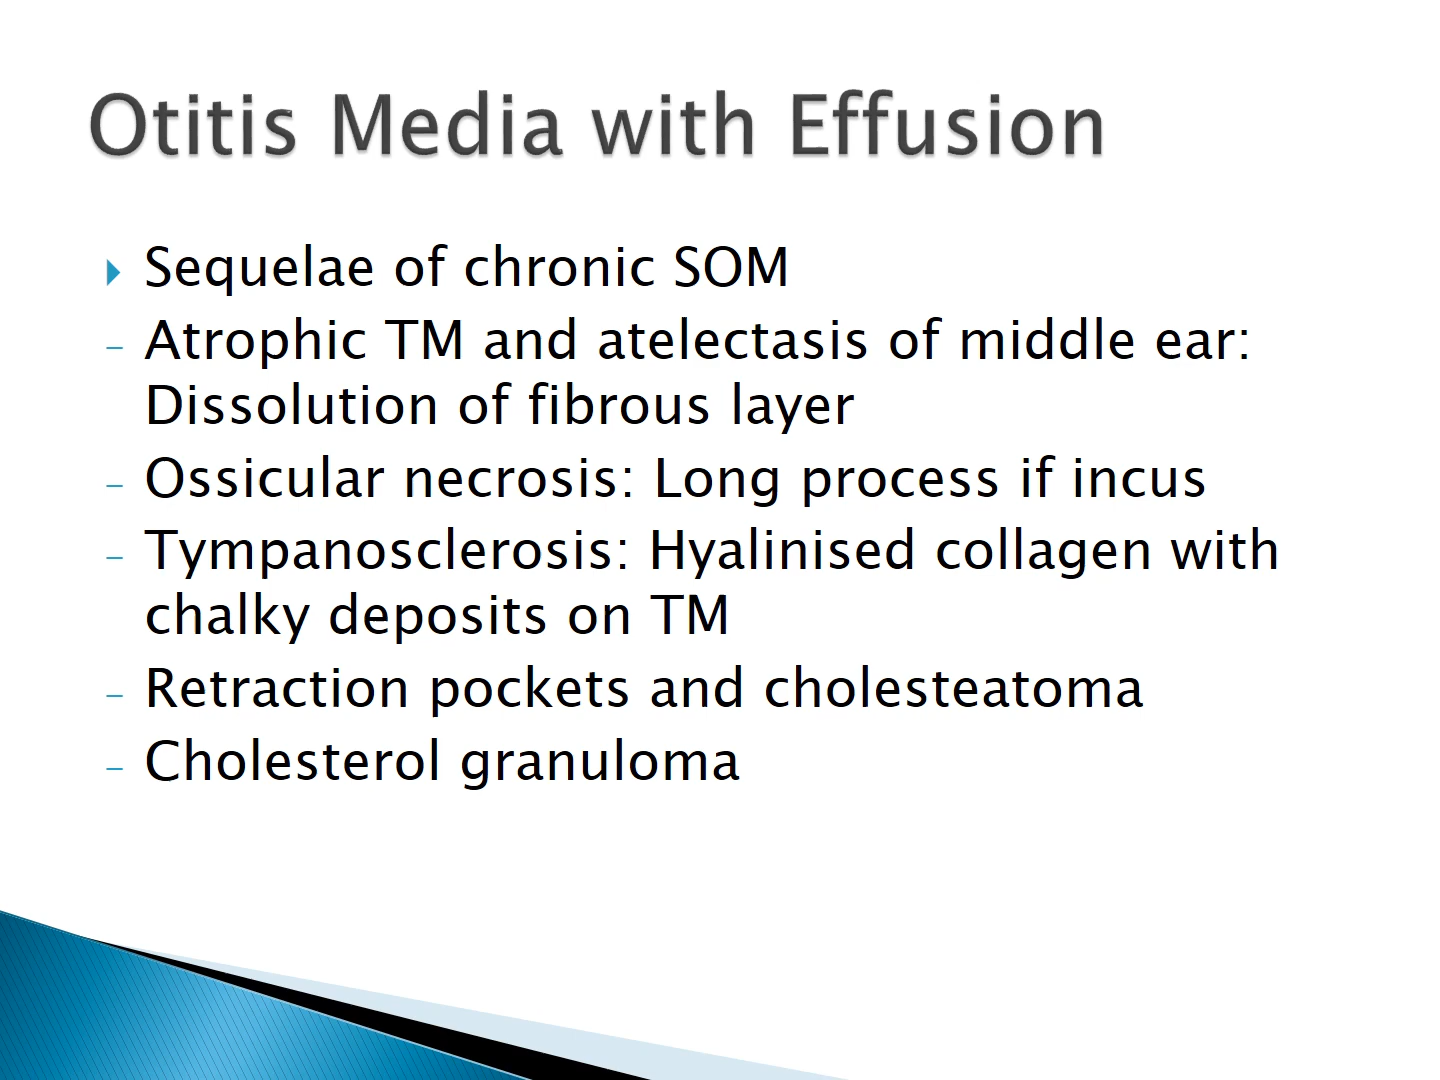 Otitis Media with Effusion
Sequelae of chronic SOM
– Atrophic TM and atelectasis of middle ear:
Dissolution of fibrous layer
– Ossicular necrosis: Long process if incus
– Tympanosclerosis: Hyalinised collagen with
chalky deposits on TM
– Retraction pockets and cholesteatoma
– Cholesterol granuloma